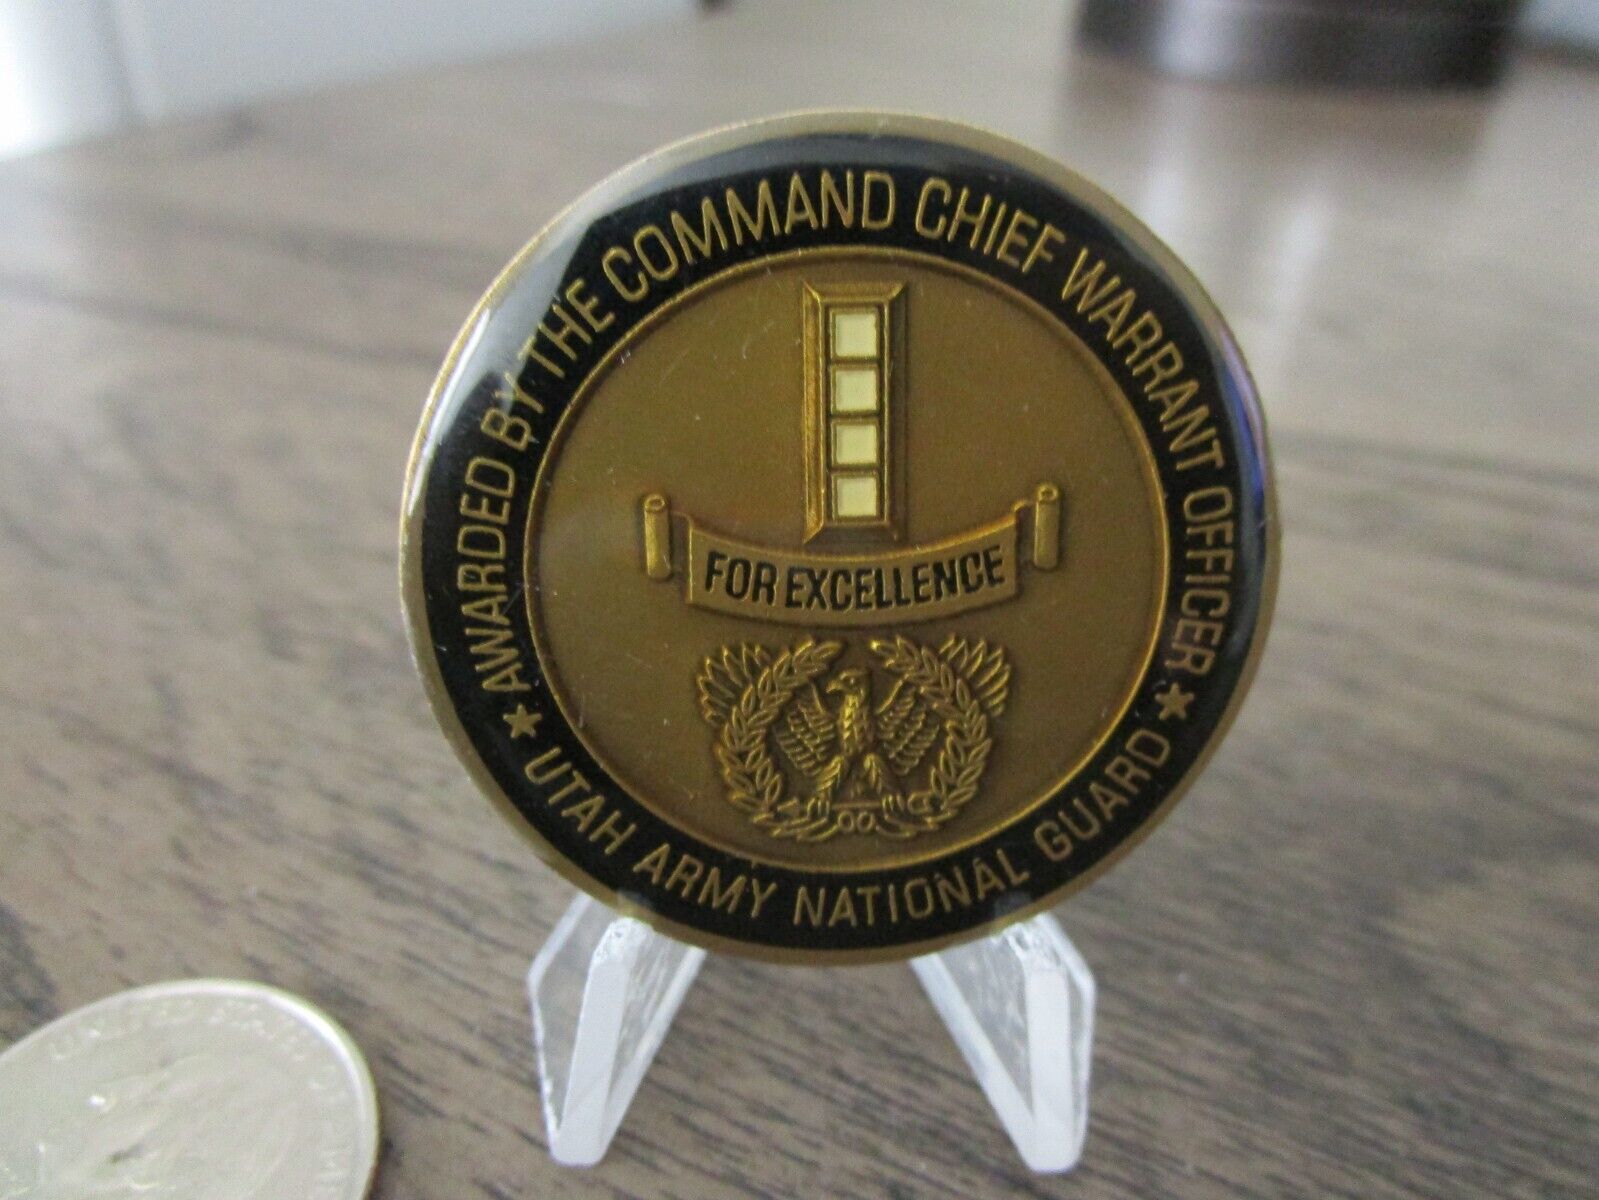 AWARDED BY THE COMMAND CHIEF WARRANT OFFICER
FOR EXCELLENCE
★ UTAH ARMY NATIONAL GUARD ★